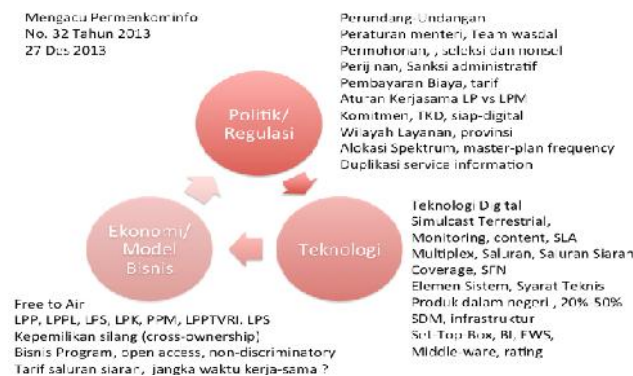 Mengacu Permenkominfo
No. 32 Tahun 2013
27 Des 2013
Perundang-Undangan
Peraturan menteri, Team wasdal
Permohonan, , seleksi dan nonsel
Perijinan, Sanksi administratif
Pembayaran Biaya, tarif
Aturan Kerjasama LP vs LPM
Komitmen, TKD, siap-digital
Wilayah Layanan, provinsi
Alokasi Spektrum, master-plan frequency
Duplikasi service information
Politik/
Regulasi
Teknologi
Ekonomi/
Model
Bisnis
Teknologi Digital
Simulcast Terrestrial,
Monitoring, content, SLA
Multiplex, Saluran, Saluran Siaran
Coverage, SFN
Elemen Sistem, Syarat Teknis
Produk dalam negeri , 20%-50%
SDM, infrastruktur
Set-Top-Box, BI, EWS,
Middle-ware, rating
Free to Air
LPP, LPPL, LPS, LPK, PPM, LPPTVRI, LPS
Kepemilikan silang (cross-ownership)
Bisnis Program, open access, non-discriminatory
Tarif saluran siaran, jangka waktu kerja-sama ?